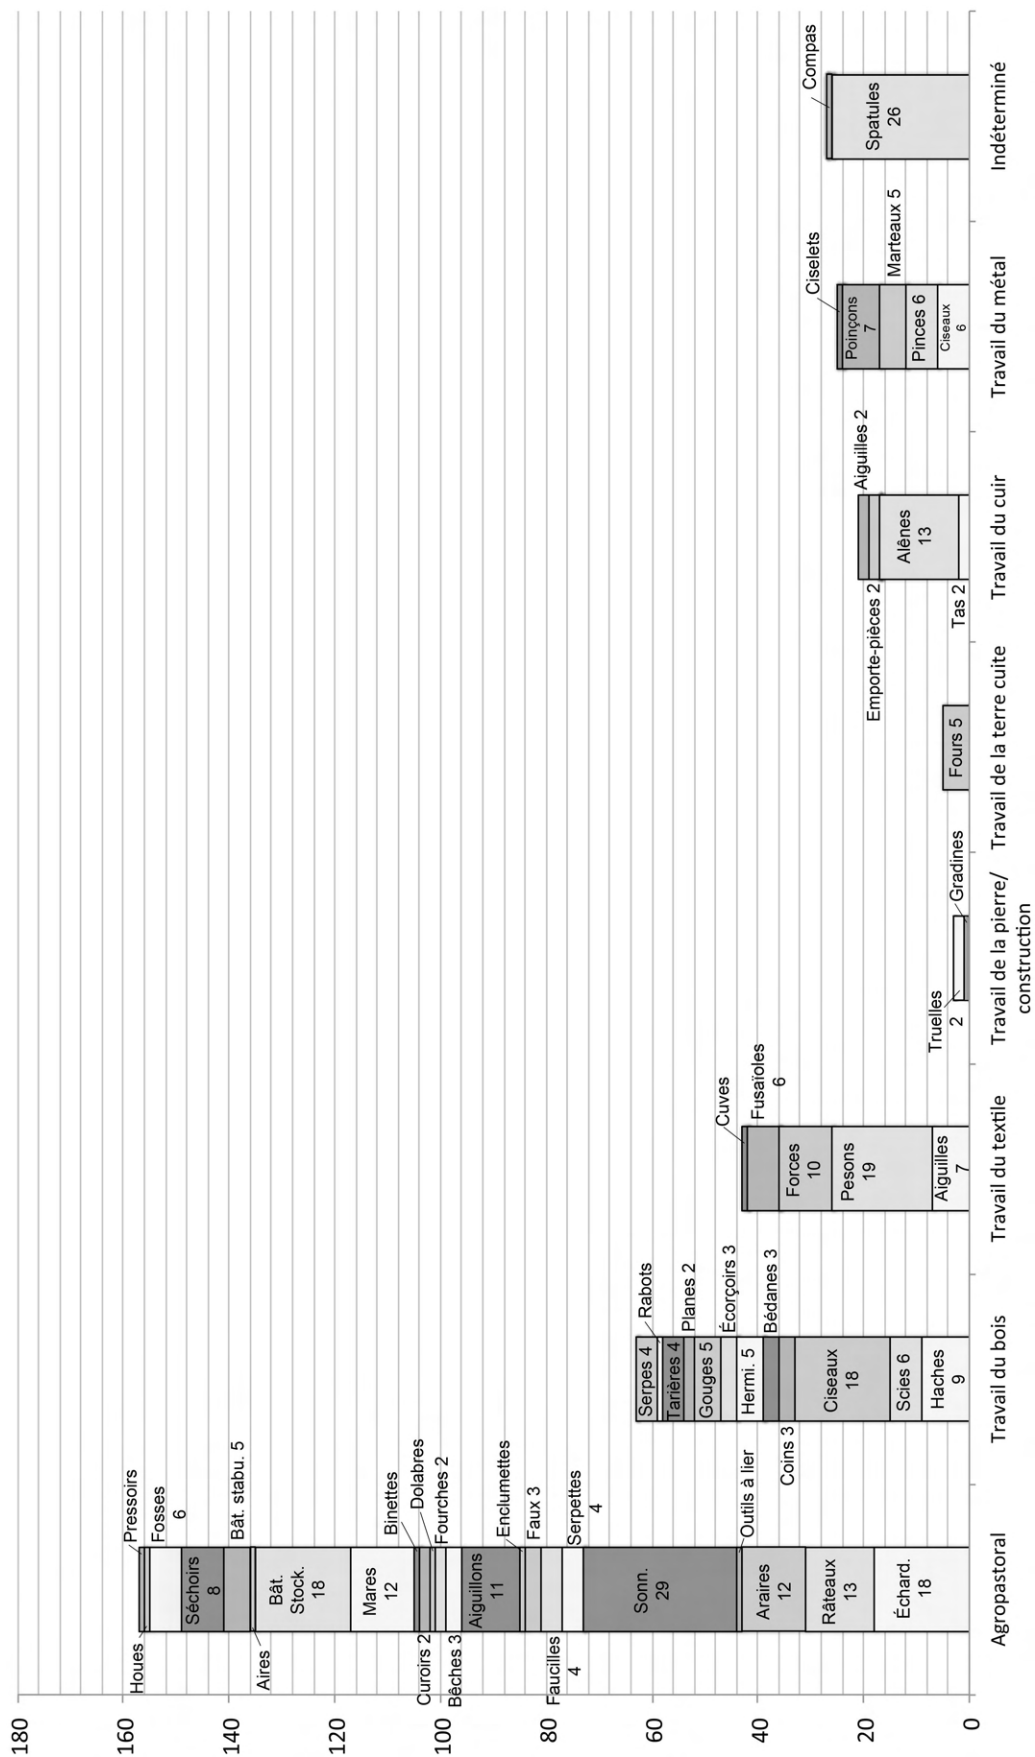 180
160
140
120
100
80
60
40
20
0
Houes
Pressoirs
Fosses
6
Séchoirs
8
Bât. stabu. 5
Aires
Bât.
Stock.
18
Mares
12
Binettes
Curoirs 2
Dolabres
Fourches 2
Bêches 3
Aiguillons
11
Enclumettes
Faux 3
Faucilles
4
Serpettes
4
Sonn.
29
Outils à lier
Araires
12
Râteaux
13
Échard.
18
Agropastoral
Serpes 4
Rabots
Tarières 4
Planes 2
Gouges 5
Écorçoirs 3
Hermi. 5
Bédanes 3
Coins 3
Ciseaux
18
Scies 6
Haches
9
Travail du bois
Cuves
Fusaïoles
6
Forces
10
Pesons
19
Aiguilles
7
Travail du textile
Truelles
2
Gradines
Travail de la pierre/
construction
Fours 5
Travail de la terre cuite
Aiguilles 2
Emporte-pièces 2
Alênes
13
Tas 2
Travail du cuir
Ciselets
Poinçons
7
Marteaux 5
Pinces 6
Ciseaux
6
Travail du métal
Compas
Spatules
26
Indéterminé